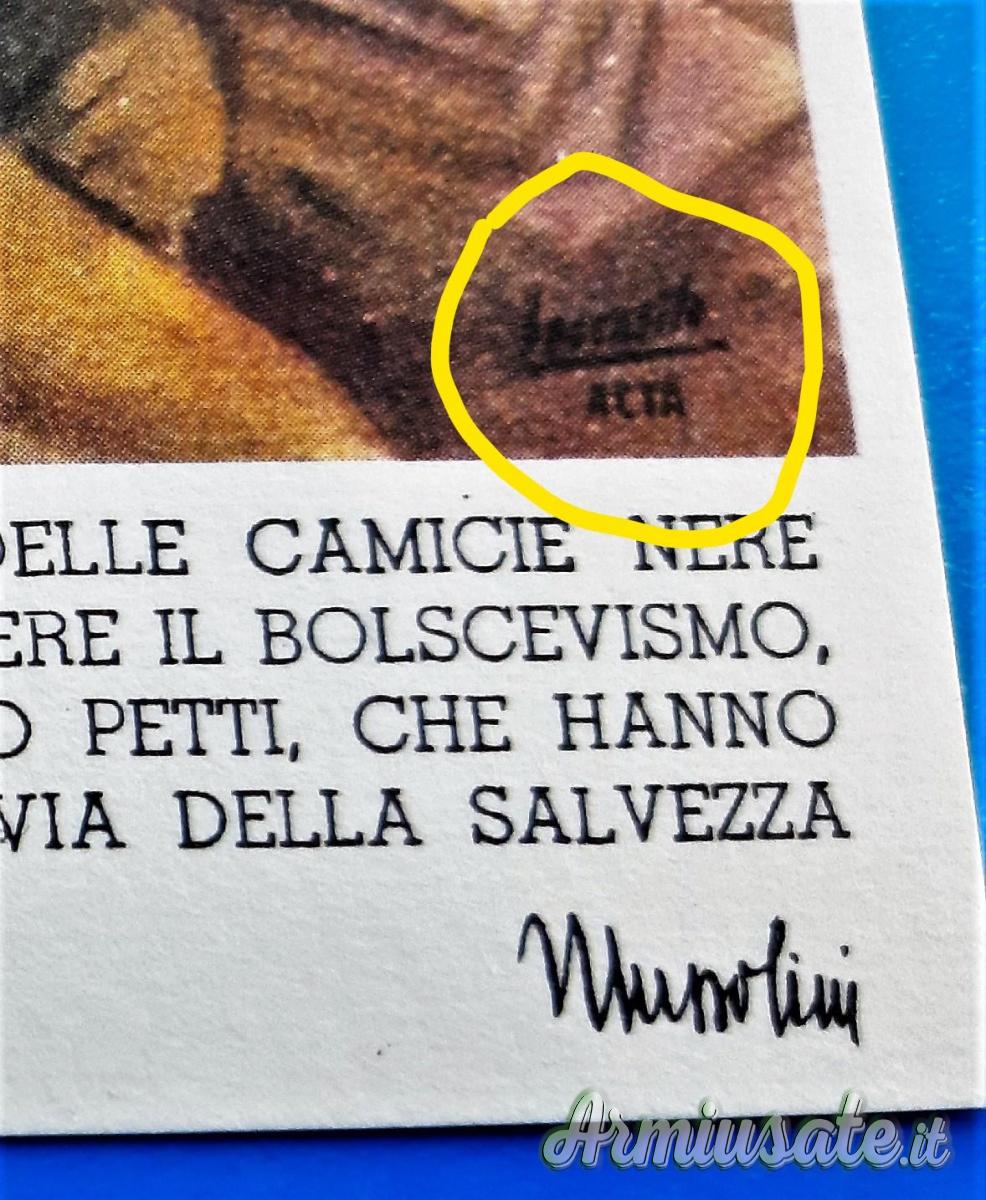 ACTA
DELLE CAMICIE NERE
ERE IL BOLSCEVISMO,
O PETTI, CHE HANNO
VIA DELLA SALVEZZA
Mussolini
Armiusate.it